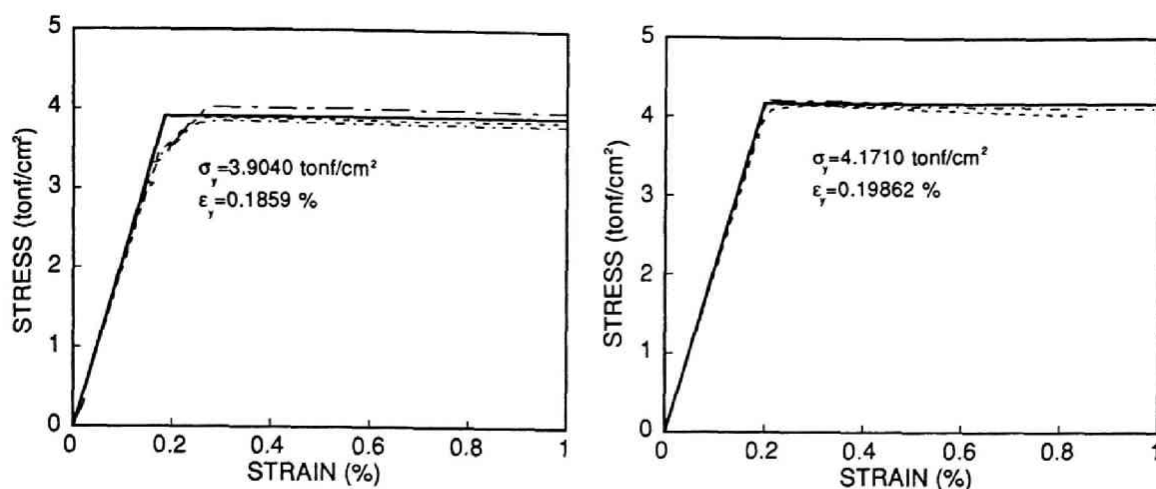 5
4
3
2
1
0
STRESS (tonf/cm²)
σy=3.9040 tonf/cm²
εy=0.1859 %
0 0.2 0.4 0.6 0.8 1
STRAIN (%)
5
4
3
2
1
0
STRESS (tonf/cm²)
σy=4.1710 tonf/cm²
εy=0.19862 %
0 0.2 0.4 0.6 0.8 1
STRAIN (%)